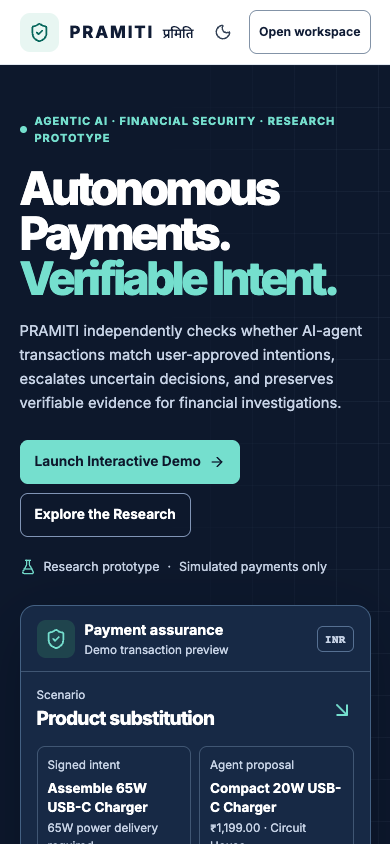 PRAMITI प्रमिति
Open workspace
AGENTIC AI · FINANCIAL SECURITY · RESEARCH
PROTOTYPE
Autonomous
Payments.
Verifiable Intent.
PRAMITI independently checks whether AI-agent
transactions match user-approved intentions,
escalates uncertain decisions, and preserves
verifiable evidence for financial investigations.
Launch Interactive Demo →
Explore the Research
Research prototype · Simulated payments only
Payment assurance
Demo transaction preview
INR
Scenario
Product substitution
Signed intent
Assemble 65W
USB-C Charger
65W power delivery
required
Agent proposal
Compact 20W USB-
C Charger
₹1,199.00 · Circuit
House